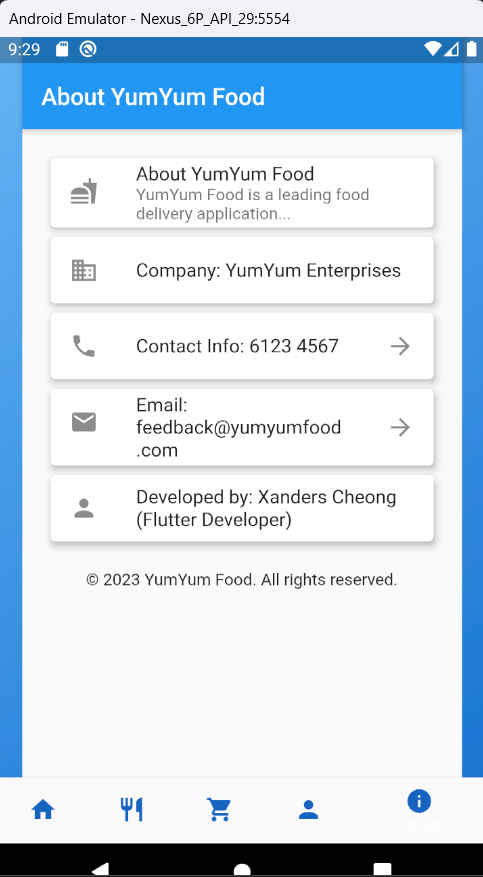 Android Emulator - Nexus_6P_API_29:5554
9:29
About YumYum Food
About YumYum Food
YumYum Food is a leading food
delivery application...
Company: YumYum Enterprises
Contact Info: 6123 4567
Email:
feedback@yumyumfood
.com
Developed by: Xanders Cheong
(Flutter Developer)
© 2023 YumYum Food. All rights reserved.
About